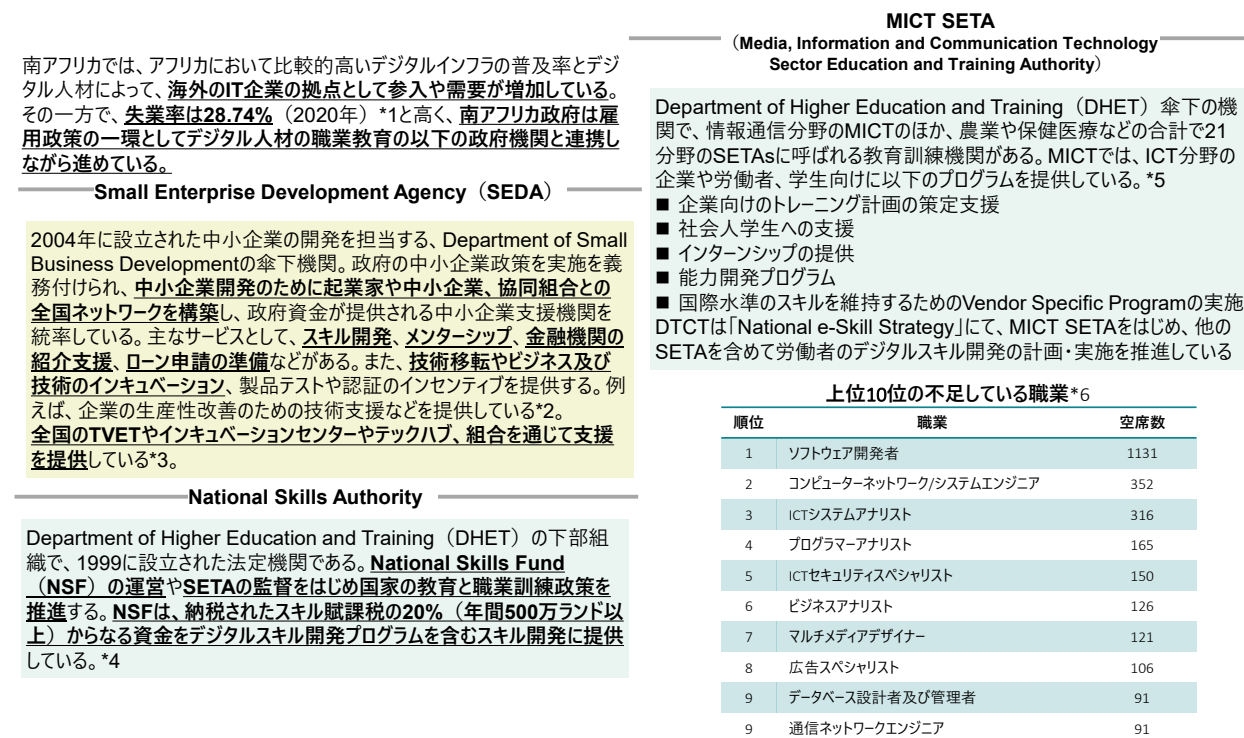 南アフリカでは、アフリカにおいて比較的高いデジタルインフラの普及率とデジ
タル人材によって、海外のIT企業の拠点として参入や需要が増加している。
その一方で、失業率は28.74%（2020年）*1と高く、南アフリカ政府は雇
用政策の一環としてデジタル人材の職業教育の以下の政府機関と連携し
ながら進めている。
Small Enterprise Development Agency（SEDA）
2004年に設立された中小企業の開発を担当する、Department of Small
Business Developmentの傘下機関。政府の中小企業政策を実施を義
務付けられ、中小企業開発のために起業家や中小企業、協同組合との
全国ネットワークを構築し、政府資金が提供される中小企業支援機関を
統率している。主なサービスとして、スキル開発、メンターシップ、金融機関の
紹介支援、ローン申請の準備などがある。また、技術移転やビジネス及び
技術のインキュベーション、製品テストや認証のインセンティブを提供する。例
えば、企業の生産性改善のための技術支援などを提供している*2。
全国のTVETやインキュベーションセンターやテックハブ、組合を通じて支援
を提供している*3。
National Skills Authority
Department of Higher Education and Training（DHET）の下部組
織で、1999に設立された法定機関である。National Skills Fund
（NSF）の運営やSETAの監督をはじめ国家の教育と職業訓練政策を
推進する。NSFは、納税されたスキル賦課税の20%（年間500万ランド以
上）からなる資金をデジタルスキル開発プログラムを含むスキル開発に提供
している。*4
MICT SETA
（Media, Information and Communication Technology
Sector Education and Training Authority）
Department of Higher Education and Training（DHET）傘下の機
関で、情報通信分野のMICTのほか、農業や保健医療などの合計で21
分野のSETAsに呼ばれる教育訓練機関がある。MICTでは、ICT分野の
企業や労働者、学生向けに以下のプログラムを提供している。*5
■ 企業向けのトレーニング計画の策定支援
■ 社会人学生への支援
■ インターンシップの提供
■ 能力開発プログラム
■ 国際水準のスキルを維持するためのVendor Specific Programの実施
DTCTは「National e-Skill Strategy」にて、MICT SETAをはじめ、他の
SETAを含めて労働者のデジタルスキル開発の計画・実施を推進している
上位10位の不足している職業*6
順位 職業 空席数
1 ソフトウェア開発者 1131
2 コンピューターネットワーク/システムエンジニア 352
3 ICTシステムアナリスト 316
4 プログラマーアナリスト 165
5 ICTセキュリティスペシャリスト 150
6 ビジネスアナリスト 126
7 マルチメディアデザイナー 121
8 広告スペシャリスト 106
9 データベース設計者及び管理者 91
9 通信ネットワークエンジニア 91